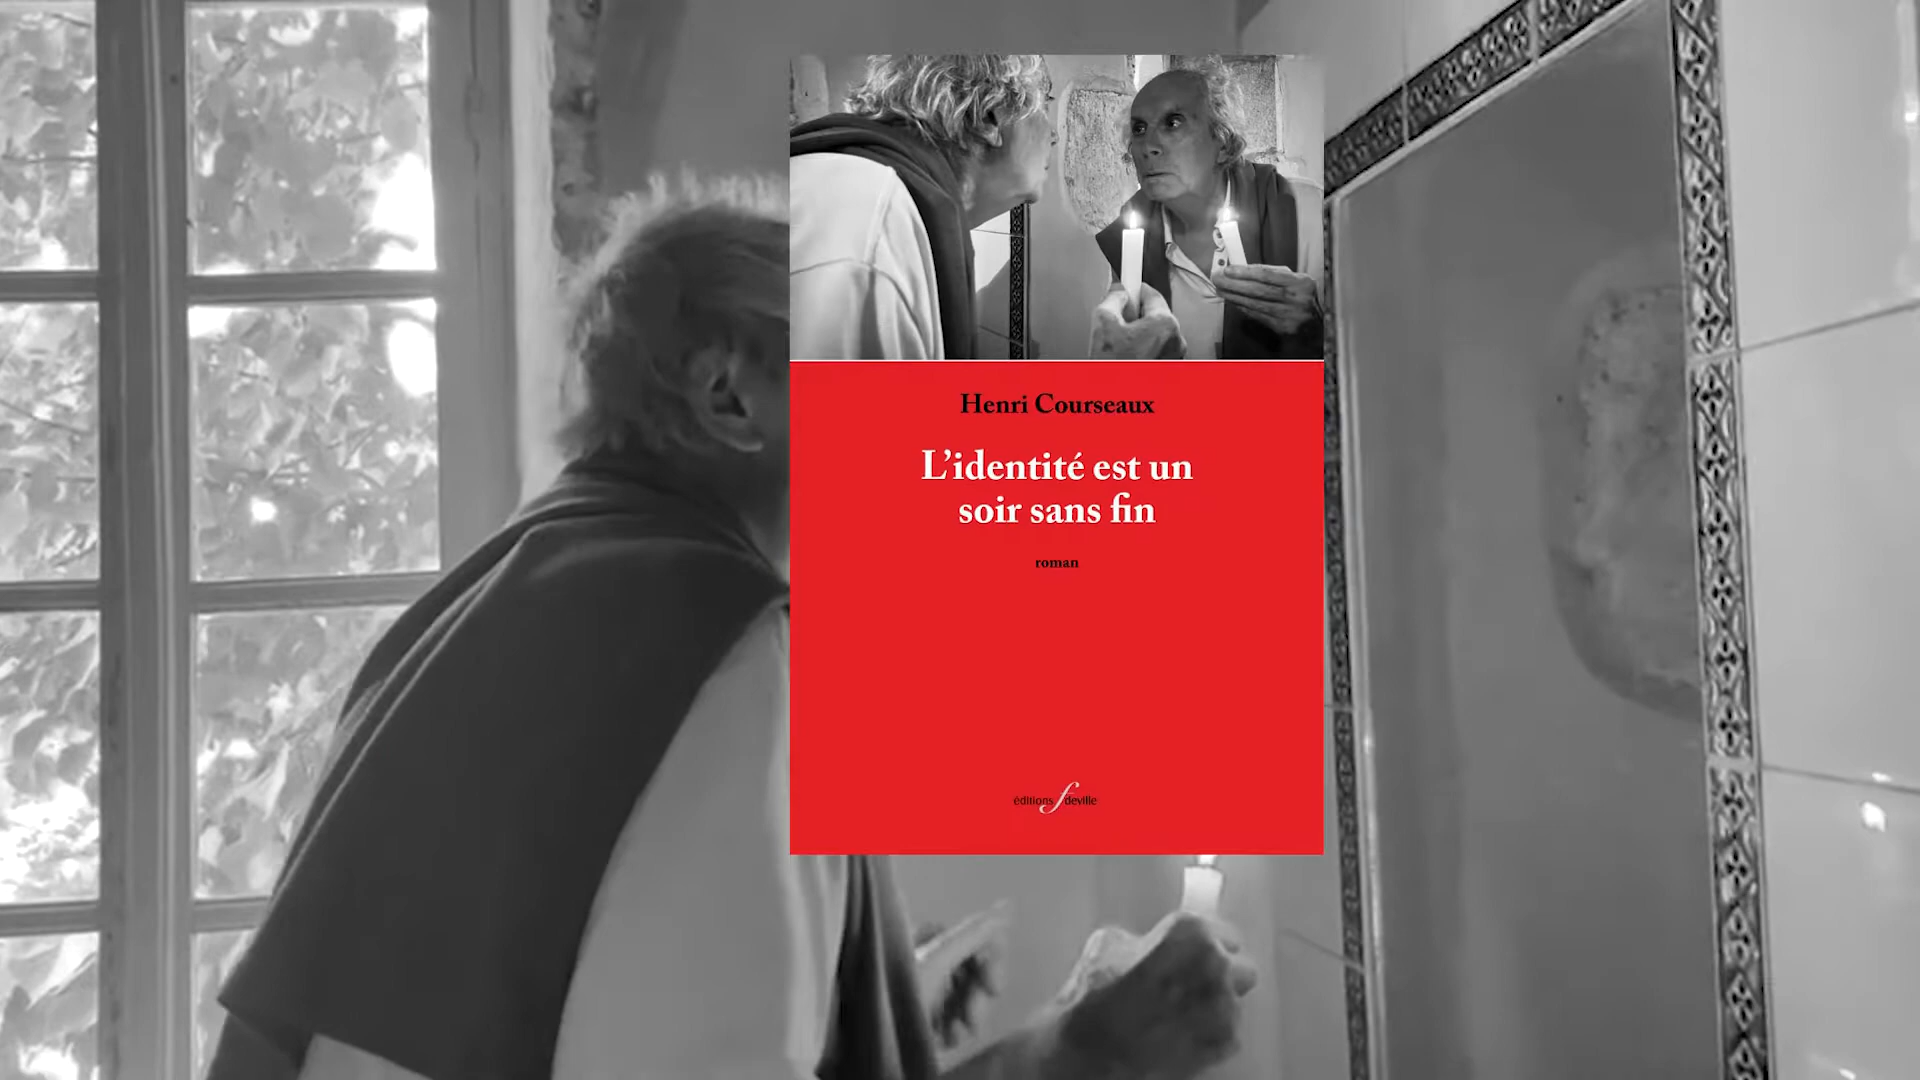 Henri Courseaux
L’identité est un
soir sans fin
roman
éditions f deville